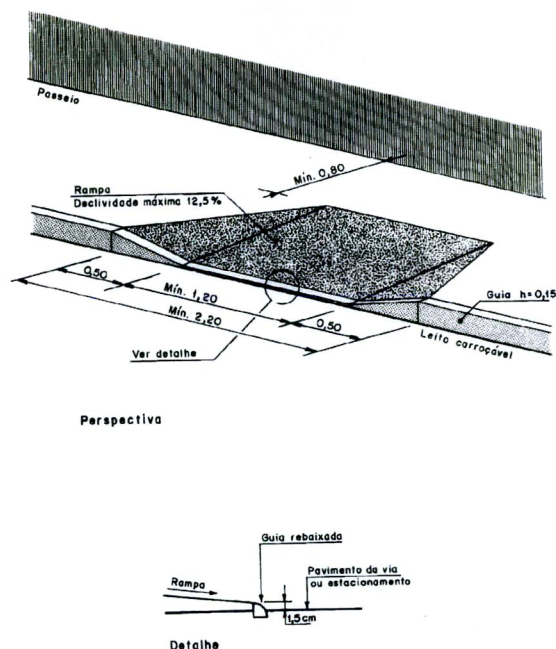 Passeio
Mín. 0,80
Rampa
Declividade máxima 12,5%
0,50
Mín. 1,20
Mín. 2,20
0,50
Guia h=0,15
Leito carroçável
Ver detalhe
Perspectiva
Guia rebaixada
Rampa
Pavimento da via
ou estacionamento
1,5cm
Detalhe